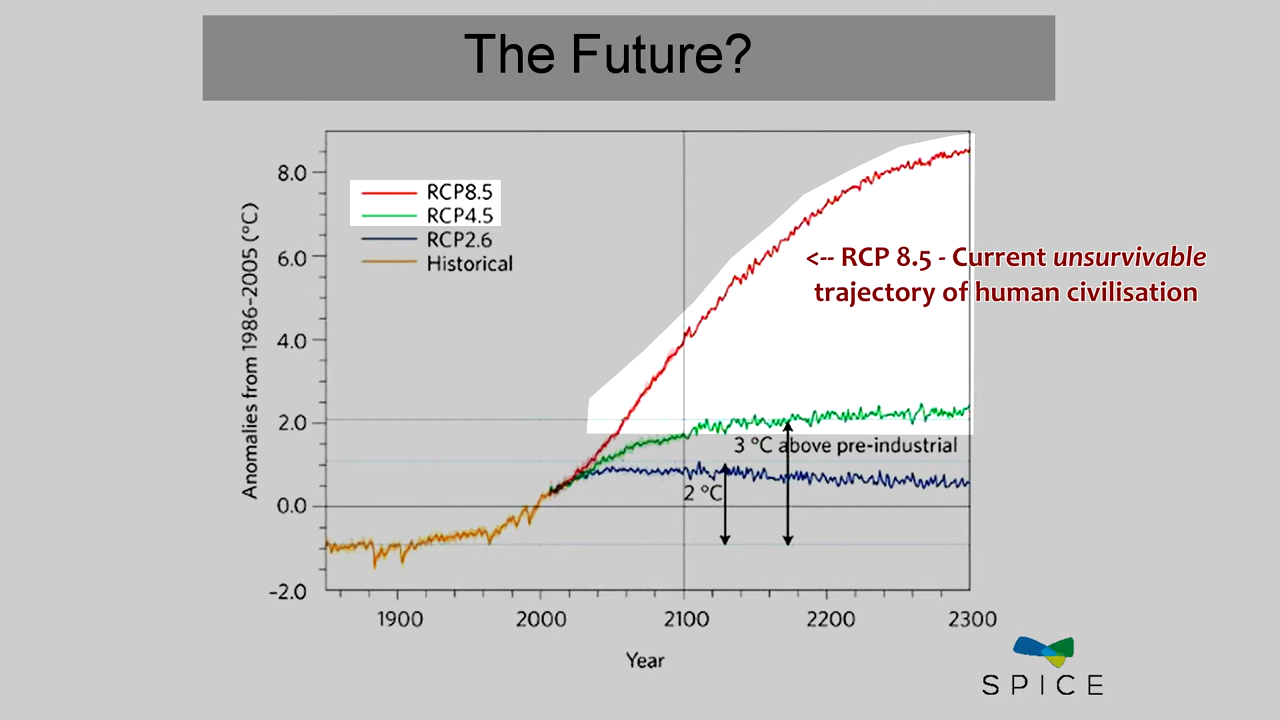 The Future?
8.0
6.0
4.0
2.0
0.0
-2.0
Anomalies from 1986-2005 (°C)
RCP8.5
RCP4.5
RCP2.6
Historical
<-- RCP 8.5 - Current unsurvivable
trajectory of human civilisation
3 °C above pre-industrial
2 °C
1900 2000 2100 2200 2300
Year
SPICE